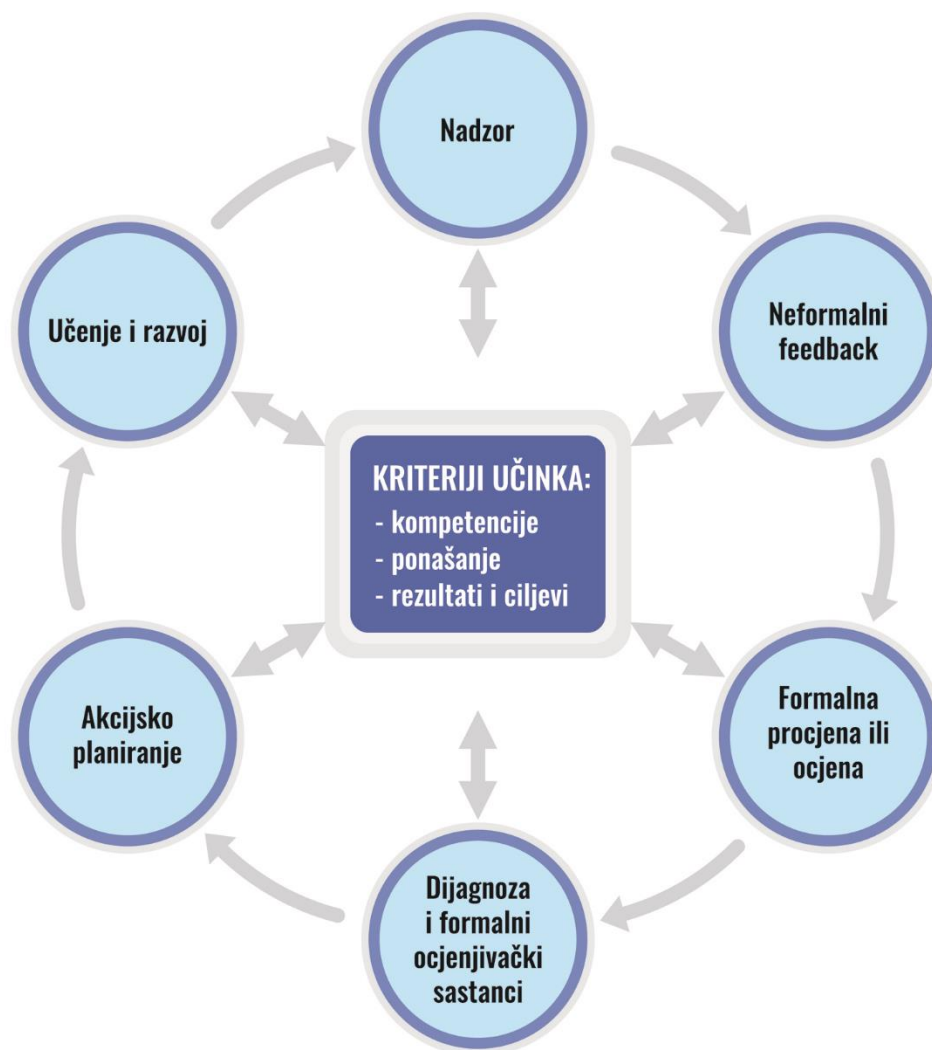 Nadzor
Neformalni
feedback
Formalna
procjena ili
ocjena
Dijagnoza
i formalni
ocjenjivački
sastanci
Akcijsko
planiranje
Učenje i razvoj
KRITERIJI UČINKA:
- kompetencije
- ponašanje
- rezultati i ciljevi